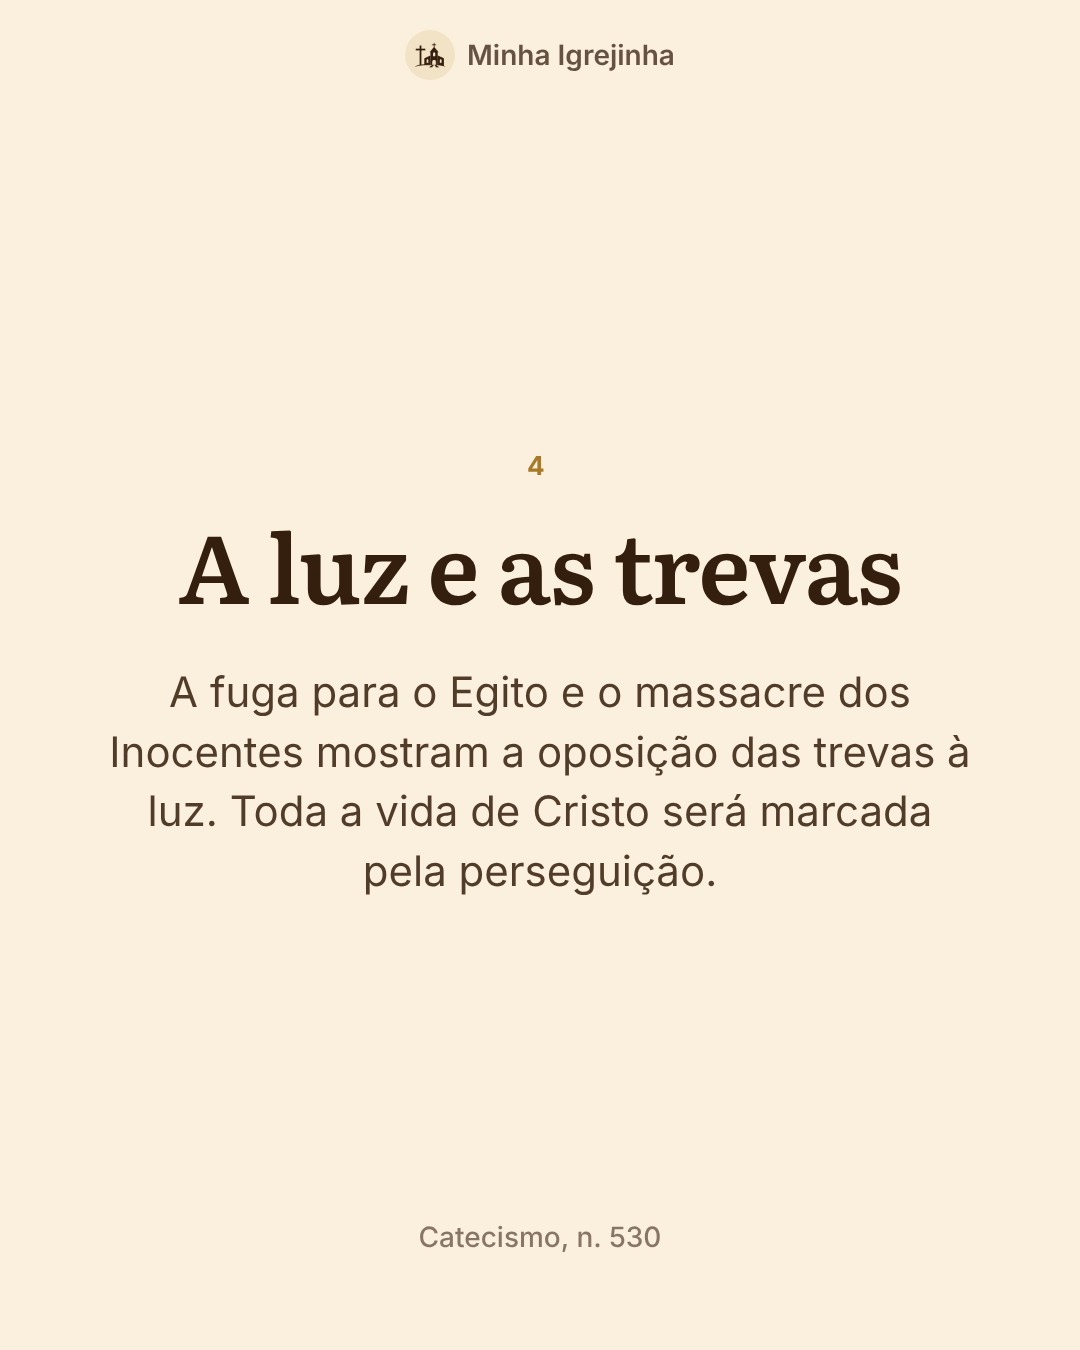 Minha Igrejinha
4
A luz e as trevas
A fuga para o Egito e o massacre dos
Inocentes mostram a oposição das trevas à
luz. Toda a vida de Cristo será marcada
pela perseguição.
Catecismo, n. 530